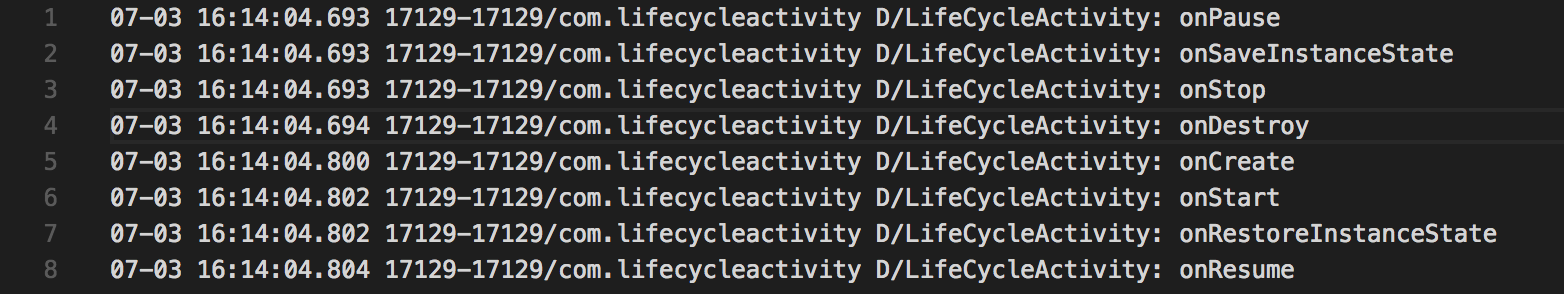 1 07-03 16:14:04.693 17129-17129/com.lifecycleactivity D/LifeCycleActivity: onPause
2 07-03 16:14:04.693 17129-17129/com.lifecycleactivity D/LifeCycleActivity: onSaveInstanceState
3 07-03 16:14:04.693 17129-17129/com.lifecycleactivity D/LifeCycleActivity: onStop
4 07-03 16:14:04.694 17129-17129/com.lifecycleactivity D/LifeCycleActivity: onDestroy
5 07-03 16:14:04.800 17129-17129/com.lifecycleactivity D/LifeCycleActivity: onCreate
6 07-03 16:14:04.802 17129-17129/com.lifecycleactivity D/LifeCycleActivity: onStart
7 07-03 16:14:04.802 17129-17129/com.lifecycleactivity D/LifeCycleActivity: onRestoreInstanceState
8 07-03 16:14:04.804 17129-17129/com.lifecycleactivity D/LifeCycleActivity: onResume